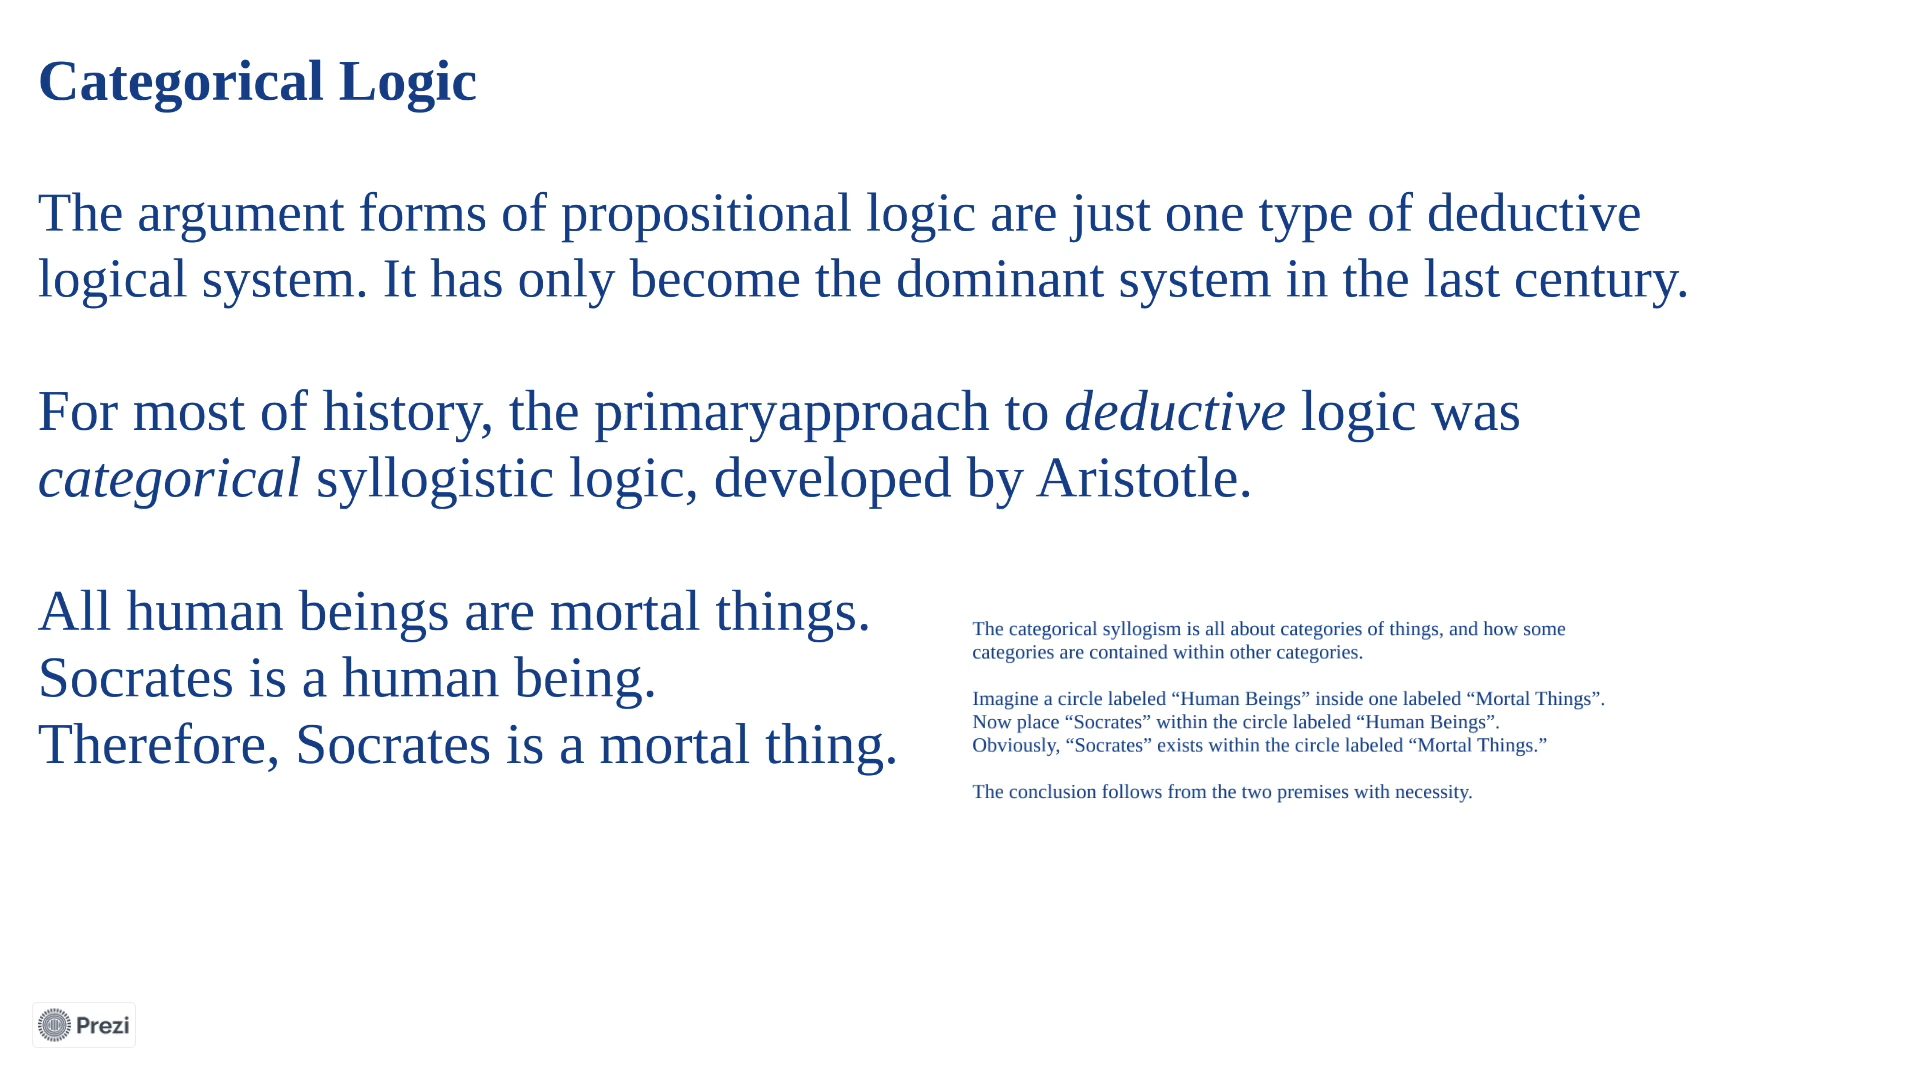 Categorical Logic
The argument forms of propositional logic are just one type of deductive
logical system. It has only become the dominant system in the last century.
For most of history, the primaryapproach to deductive logic was
categorical syllogistic logic, developed by Aristotle.
All human beings are mortal things.
Socrates is a human being.
Therefore, Socrates is a mortal thing.
The categorical syllogism is all about categories of things, and how some
categories are contained within other categories.
Imagine a circle labeled “Human Beings” inside one labeled “Mortal Things”.
Now place “Socrates” within the circle labeled “Human Beings”.
Obviously, “Socrates” exists within the circle labeled “Mortal Things.”
The conclusion follows from the two premises with necessity.
Prezi